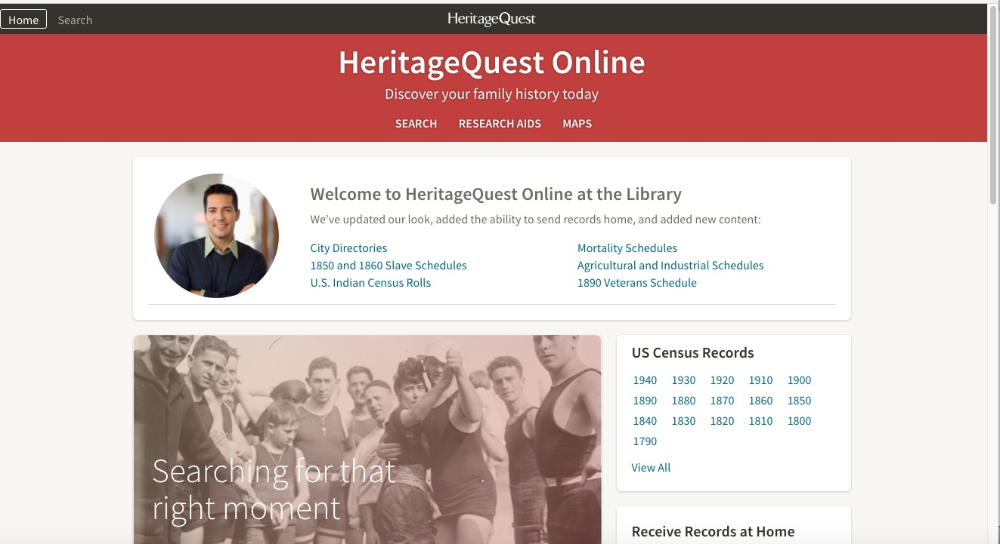 Home Search HeritageQuest
HeritageQuest Online
Discover your family history today
SEARCH RESEARCH AIDS MAPS
Welcome to HeritageQuest Online at the Library
We've updated our look, added the ability to send records home, and added new content:
City Directories
1850 and 1860 Slave Schedules
U.S. Indian Census Rolls
Mortality Schedules
Agricultural and Industrial Schedules
1890 Veterans Schedule
Searching for that
right moment
US Census Records
1940 1930 1920 1910 1900
1890 1880 1870 1860 1850
1840 1830 1820 1810 1800
1790
View All
Receive Records at Home